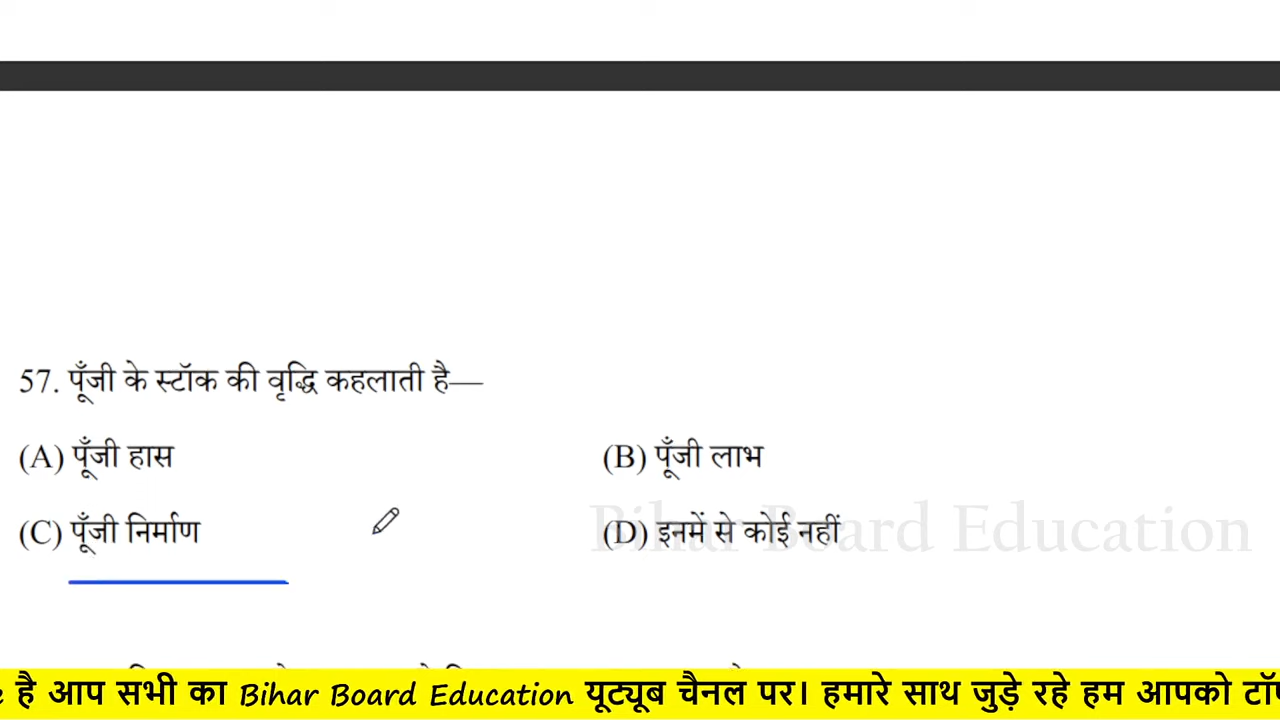 57. पूँजी के स्टॉक की वृद्धि कहलाती है—
(A) पूँजी हास
(B) पूँजी लाभ
(C) पूँजी निर्माण
(D) इनमें से कोई नहीं
Bihar Board Education
है आप सभी का Bihar Board Education यूट्यूब चैनल पर। हमारे साथ जुड़े रहे हम आपको